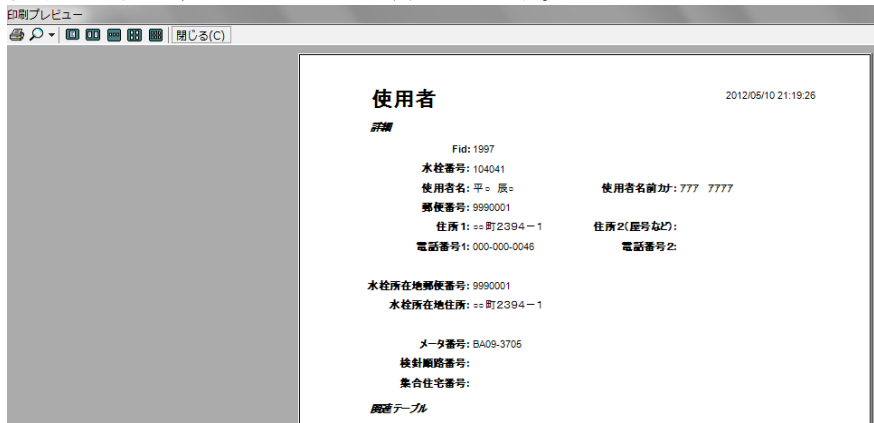 印刷プレビュー
閉じる(C)
使用者 2012/05/10 21:19:26
詳細
Fid: 1997
水栓番号: 104041
使用者名: 平○ 辰○ 使用者名前カナ: 777 7777
郵便番号: 9990001
住所1: ○○町2394－1 住所2(屋号など):
電話番号1: 000-000-0046 電話番号2:
水栓所在地郵便番号: 9990001
水栓所在地住所: ○○町2394－1
メータ番号: BA09-3705
検針順路番号:
集合住宅番号:
関連テーブル